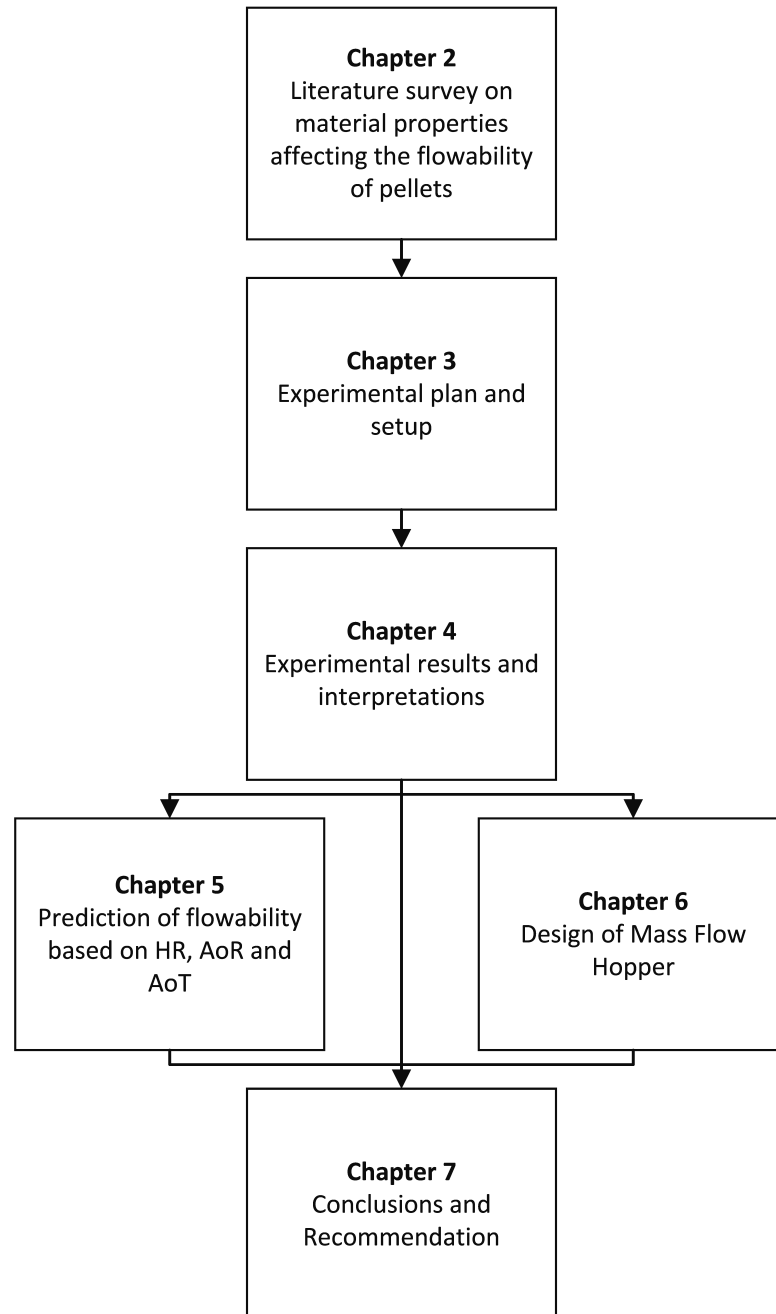 Chapter 2
Literature survey on
material properties
affecting the flowability
of pellets
Chapter 3
Experimental plan and
setup
Chapter 4
Experimental results and
interpretations
Chapter 5
Prediction of flowability
based on HR, AoR and
AoT
Chapter 6
Design of Mass Flow
Hopper
Chapter 7
Conclusions and
Recommendation